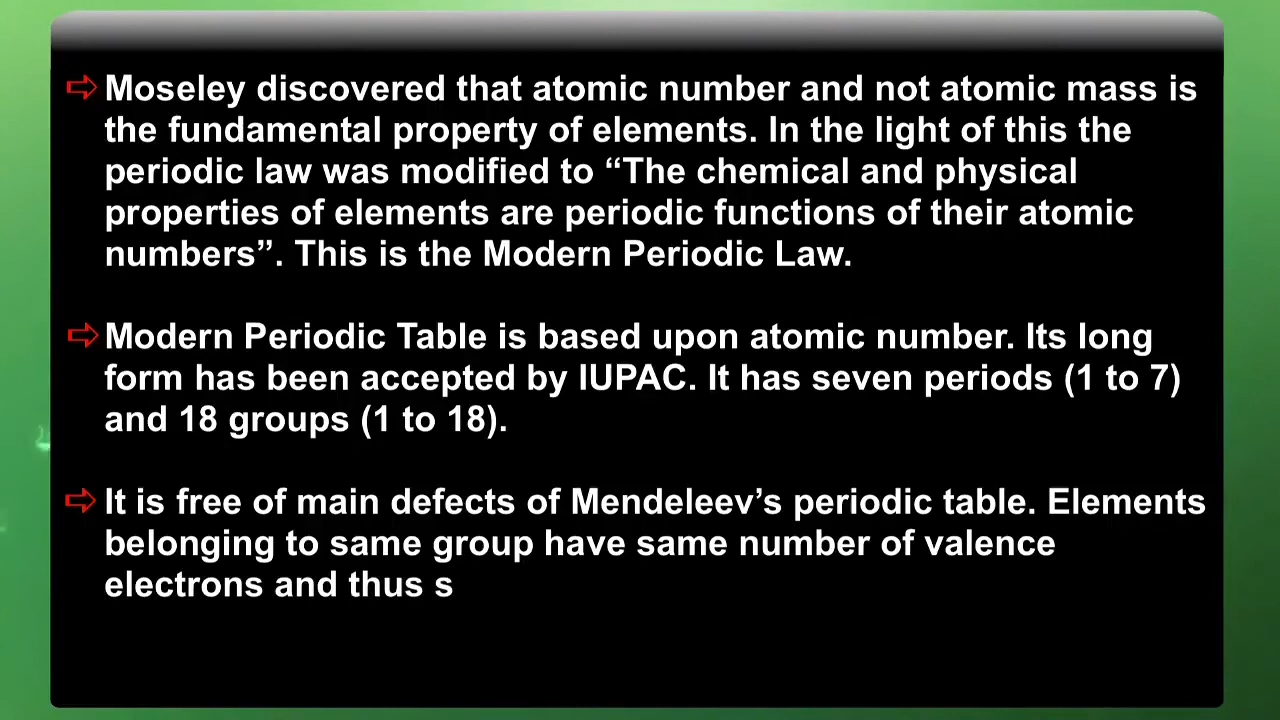 ⇨ Moseley discovered that atomic number and not atomic mass is
the fundamental property of elements. In the light of this the
periodic law was modified to “The chemical and physical
properties of elements are periodic functions of their atomic
numbers”. This is the Modern Periodic Law.
⇨ Modern Periodic Table is based upon atomic number. Its long
form has been accepted by IUPAC. It has seven periods (1 to 7)
and 18 groups (1 to 18).
⇨ It is free of main defects of Mendeleev’s periodic table. Elements
belonging to same group have same number of valence
electrons and thus s